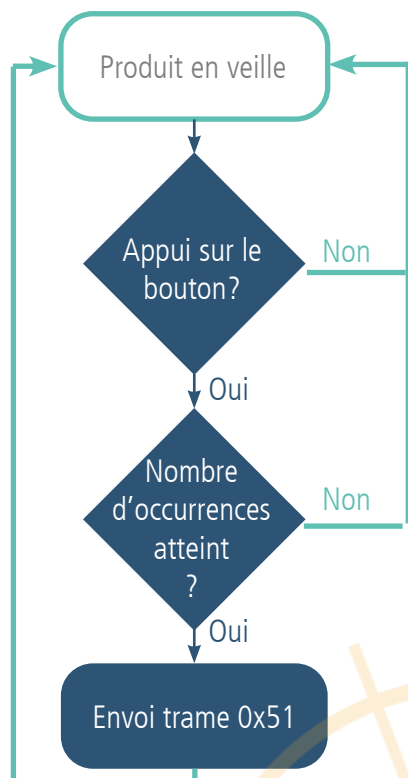 Produit en veille
Appui sur le
bouton?
Non
Oui
Nombre
d’occurrences
atteint
?
Non
Oui
Envoi trame 0x51